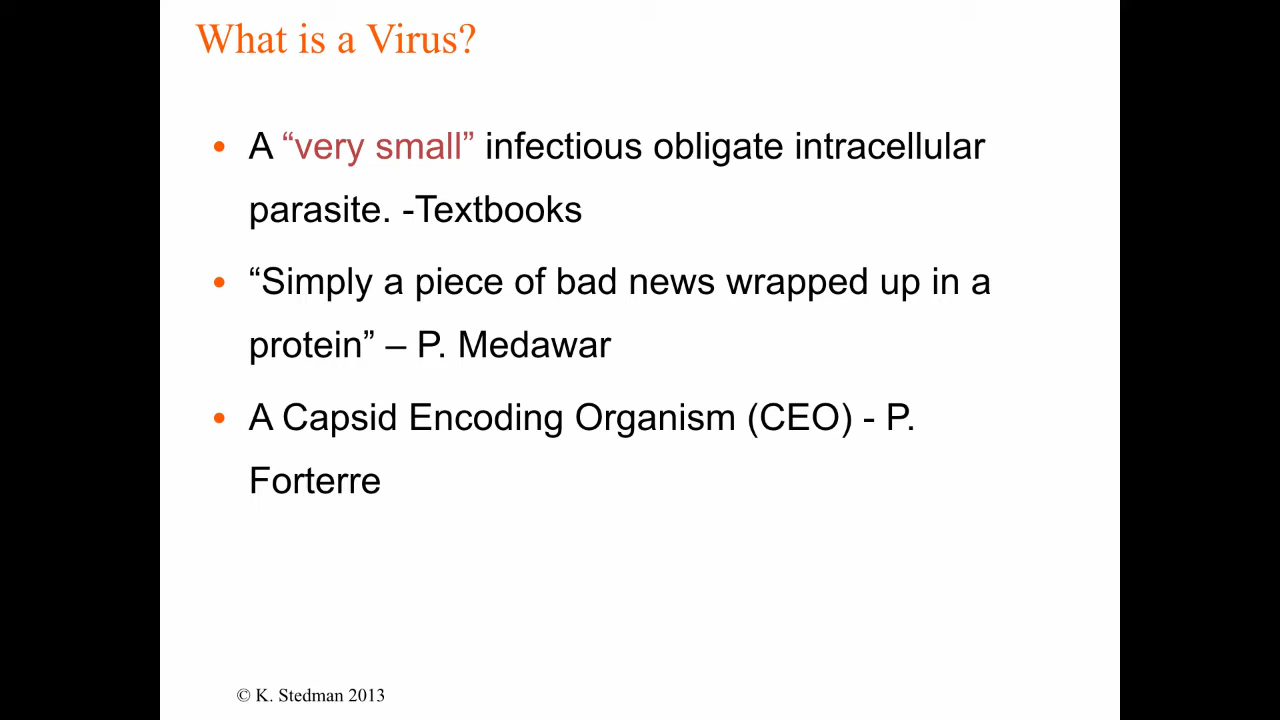 What is a Virus?
• A “very small” infectious obligate intracellular
parasite. -Textbooks
• “Simply a piece of bad news wrapped up in a
protein” – P. Medawar
• A Capsid Encoding Organism (CEO) - P.
Forterre
© K. Stedman 2013